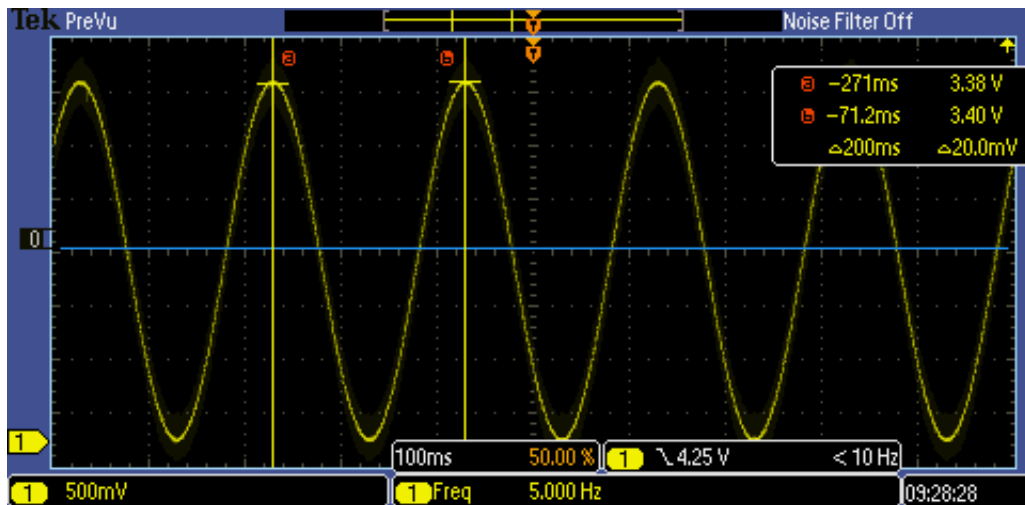 Tek PreVu Noise Filter Off
a b
a -271ms 3.38 V
b -71.2ms 3.40 V
△200ms △20.0mV
0
1
100ms 50.00 % 1 \ 4.25 V < 10 Hz
1 500mV 1 Freq 5.000 Hz 09:28:28